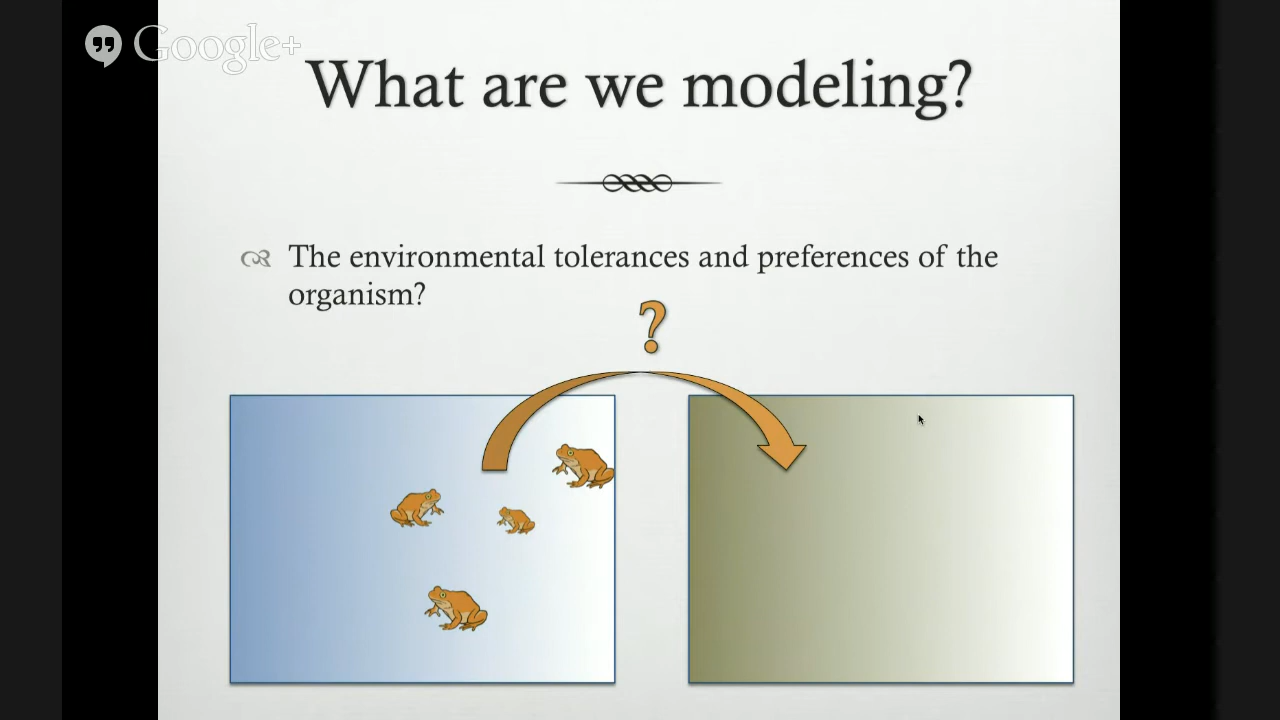 Google+
What are we modeling?
The environmental tolerances and preferences of the
organism?
?